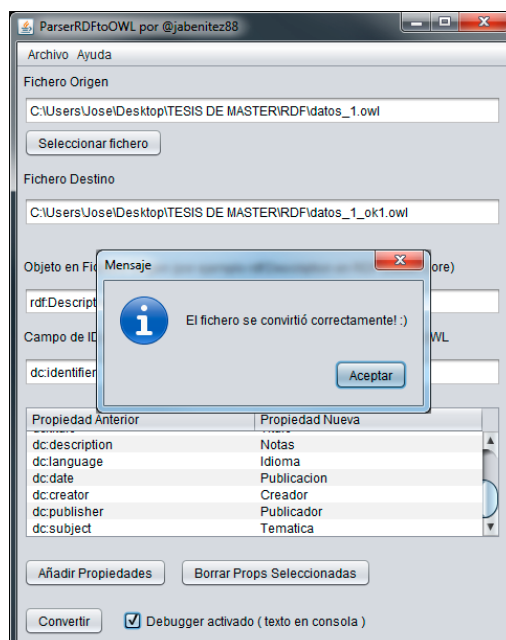 ParserRDFtoOWL por @jabenitez88
Archivo Ayuda
Fichero Origen
C:\Users\Jose\Desktop\TESIS DE MASTER\RDF\datos_1.owl
Seleccionar fichero
Fichero Destino
C:\Users\Jose\Desktop\TESIS DE MASTER\RDF\datos_1_ok1.owl
Objeto en Fic ore)
Mensaje
rdf:Descript
El fichero se convirtió correctamente! :)
Campo de ID WL
dc:identifier
Aceptar
Propiedad Anterior Propiedad Nueva
dc:description Notas
dc:language Idioma
dc:date Publicacion
dc:creator Creador
dc:publisher Publicador
dc:subject Tematica
Añadir Propiedades Borrar Props Seleccionadas
Convertir Debugger activado ( texto en consola )